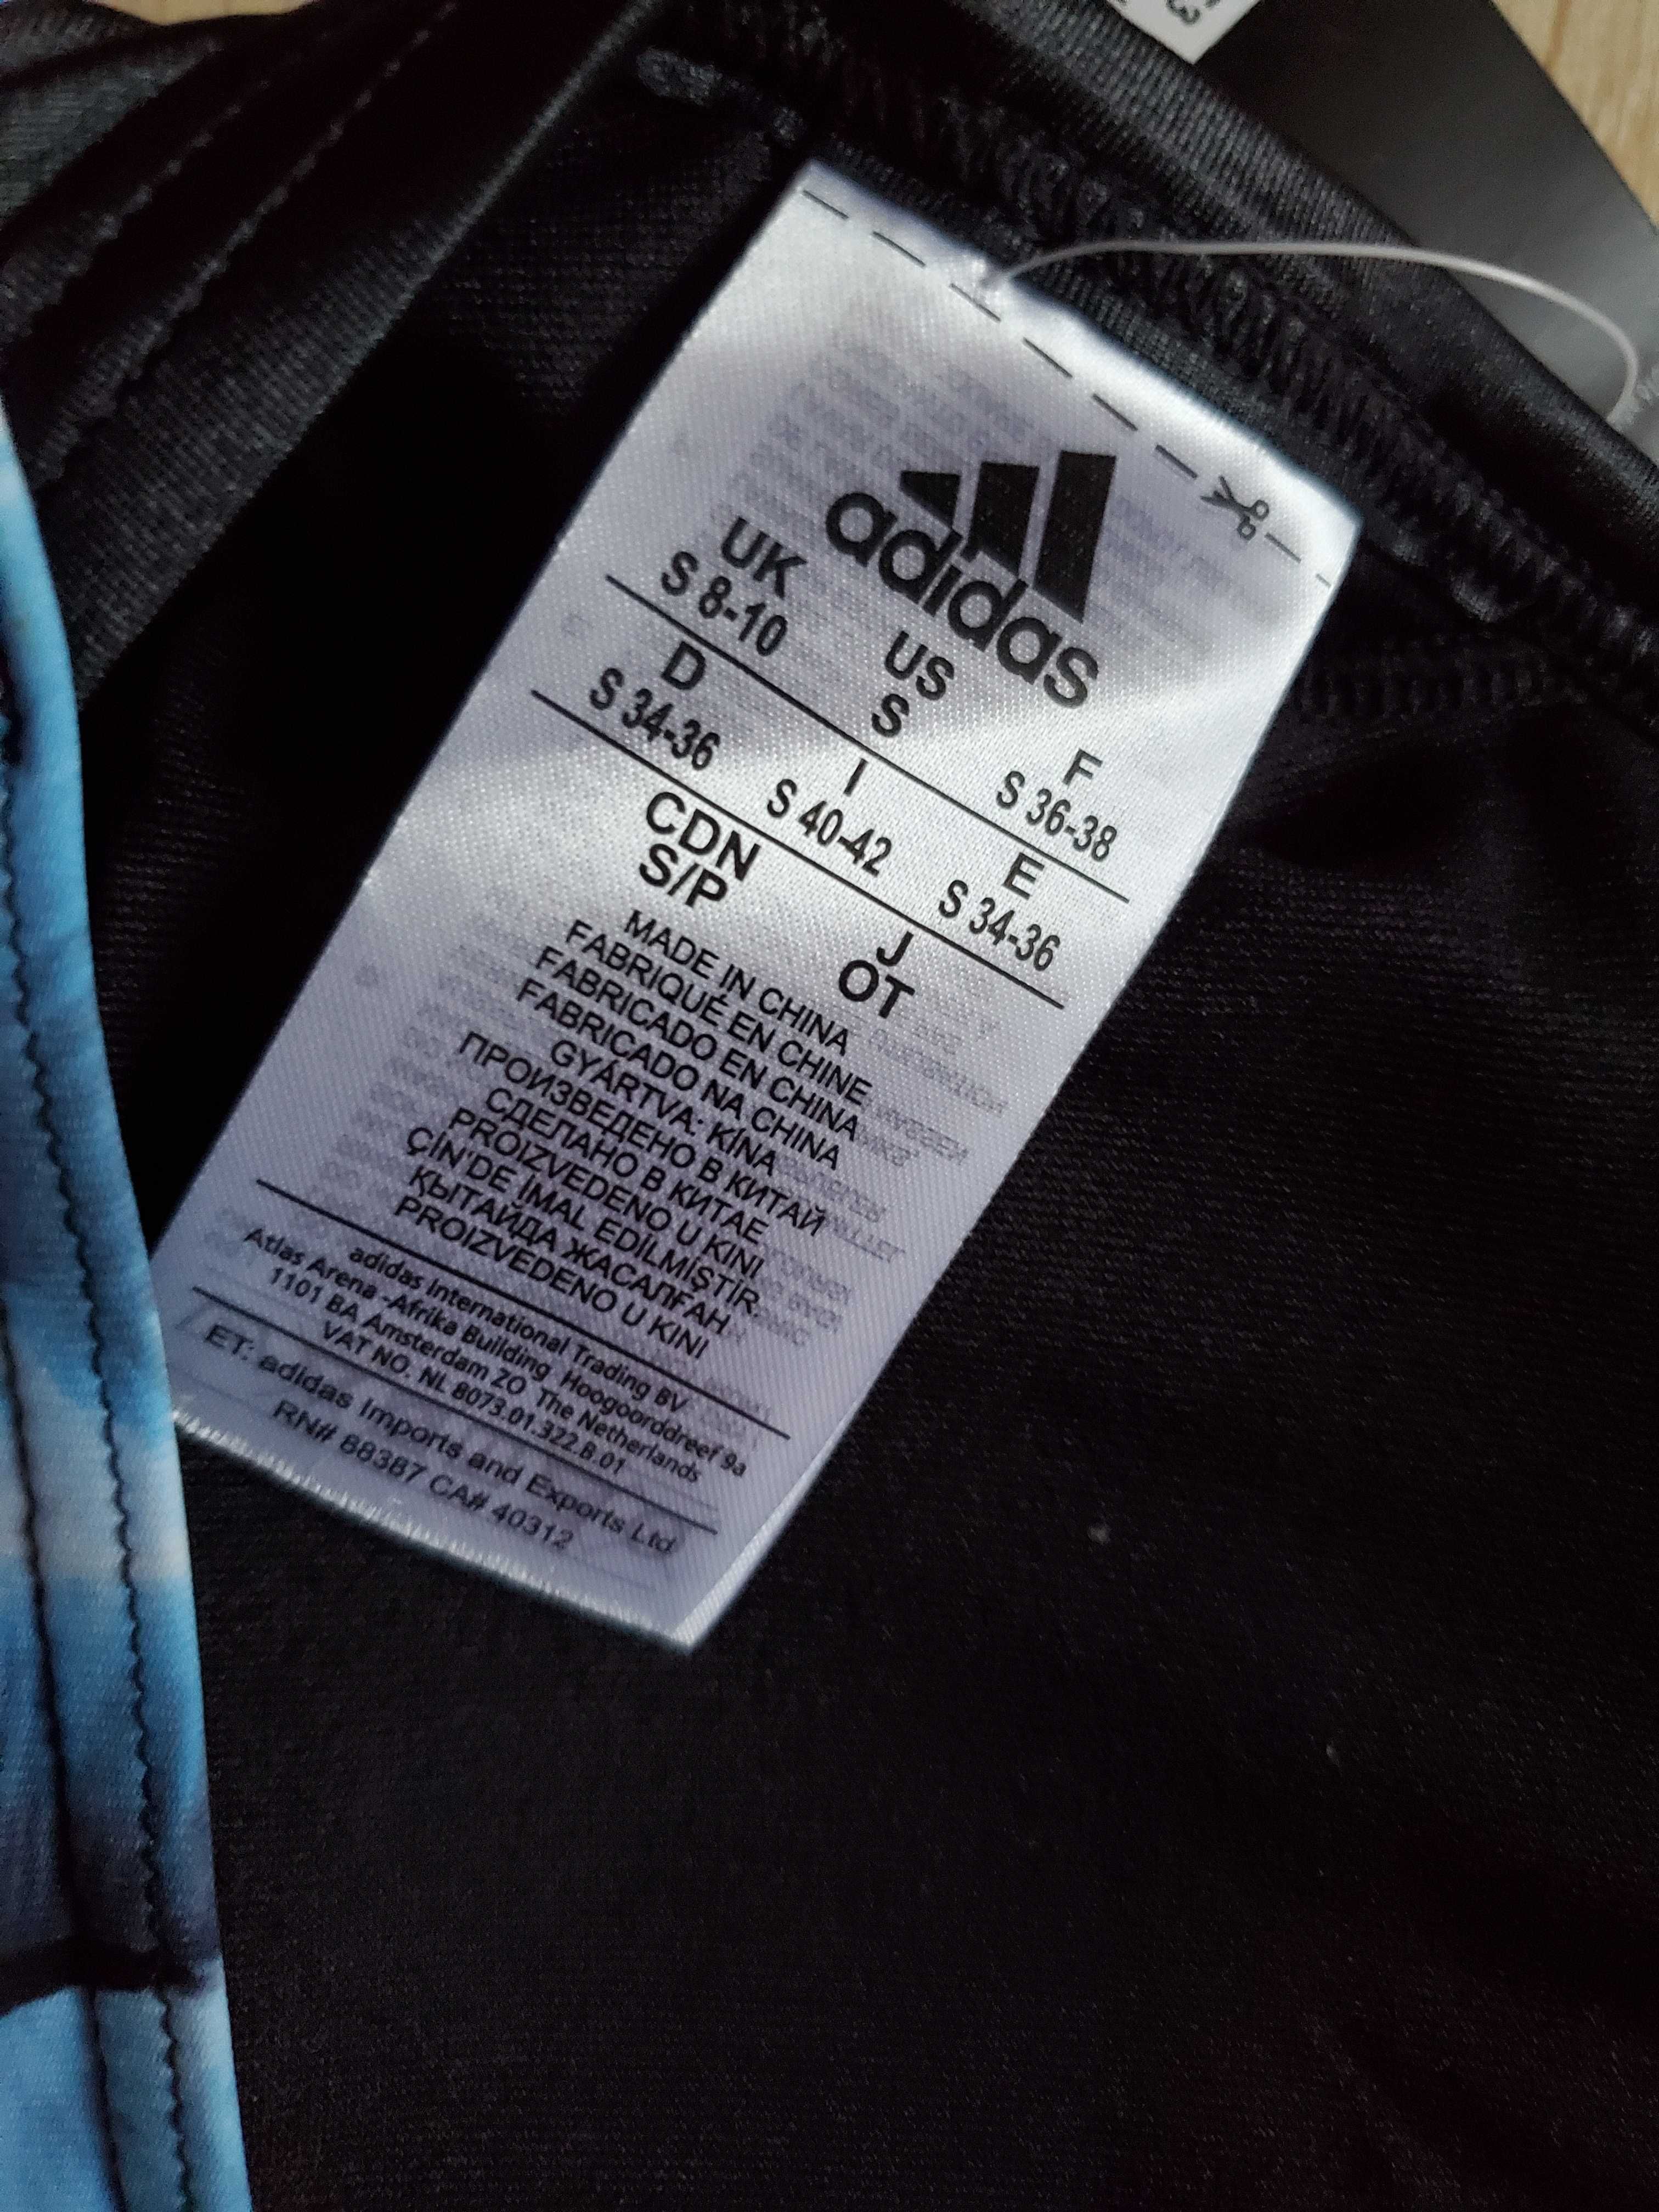 adidas
UK US F
S 8-10 S S 36-38
D I E
S 34-36 S 40-42 S 34-36
CDN J
S/P OT
MADE IN CHINA
FABRIQUÉ EN CHINE
FABRICADO EN CHINA
FABRICADO NA CHINA
GYÁRTVA: KÍNA
ПРОИЗВЕДЕНО В КИТАЙ
СДЕЛАНО В КИТАЕ
PROIZVEDENO U KINI
ÇİN'DE İMAL EDİLMİŞTİR.
ҚЫТАЙДА ЖАСАЛҒАН
PROIZVEDENO U KINI
adidas International Trading BV
Atlas Arena -Afrika Building Hoogoorddreef 9a
1101 BA Amsterdam ZO The Netherlands
VAT NO. NL 8073.01.322.B.01
ET: adidas Imports and Exports Ltd
RN# 88387 CA# 40312